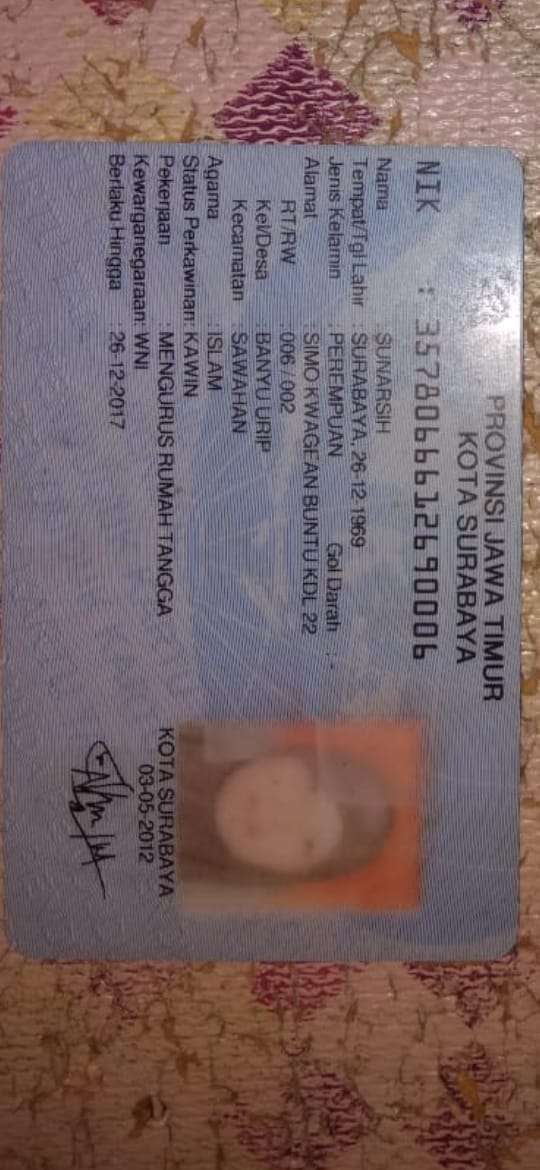 PROVINSI JAWA TIMUR
KOTA SURABAYA
NIK : 3578066612690006
Nama : SUNARSIH
Tempat/Tgl Lahir : SURABAYA, 26-12-1969
Jenis Kelamin : PEREMPUAN Gol Darah : -
Alamat : SIMO KWAGEAN BUNTU KDL 22
RT/RW : 006 / 002
Kel/Desa : BANYU URIP
Kecamatan : SAWAHAN
Agama : ISLAM
Status Perkawinan: KAWIN
Pekerjaan : MENGURUS RUMAH TANGGA
Kewarganegaraan: WNI
Berlaku Hingga : 26-12-2017
KOTA SURABAYA
03-05-2012